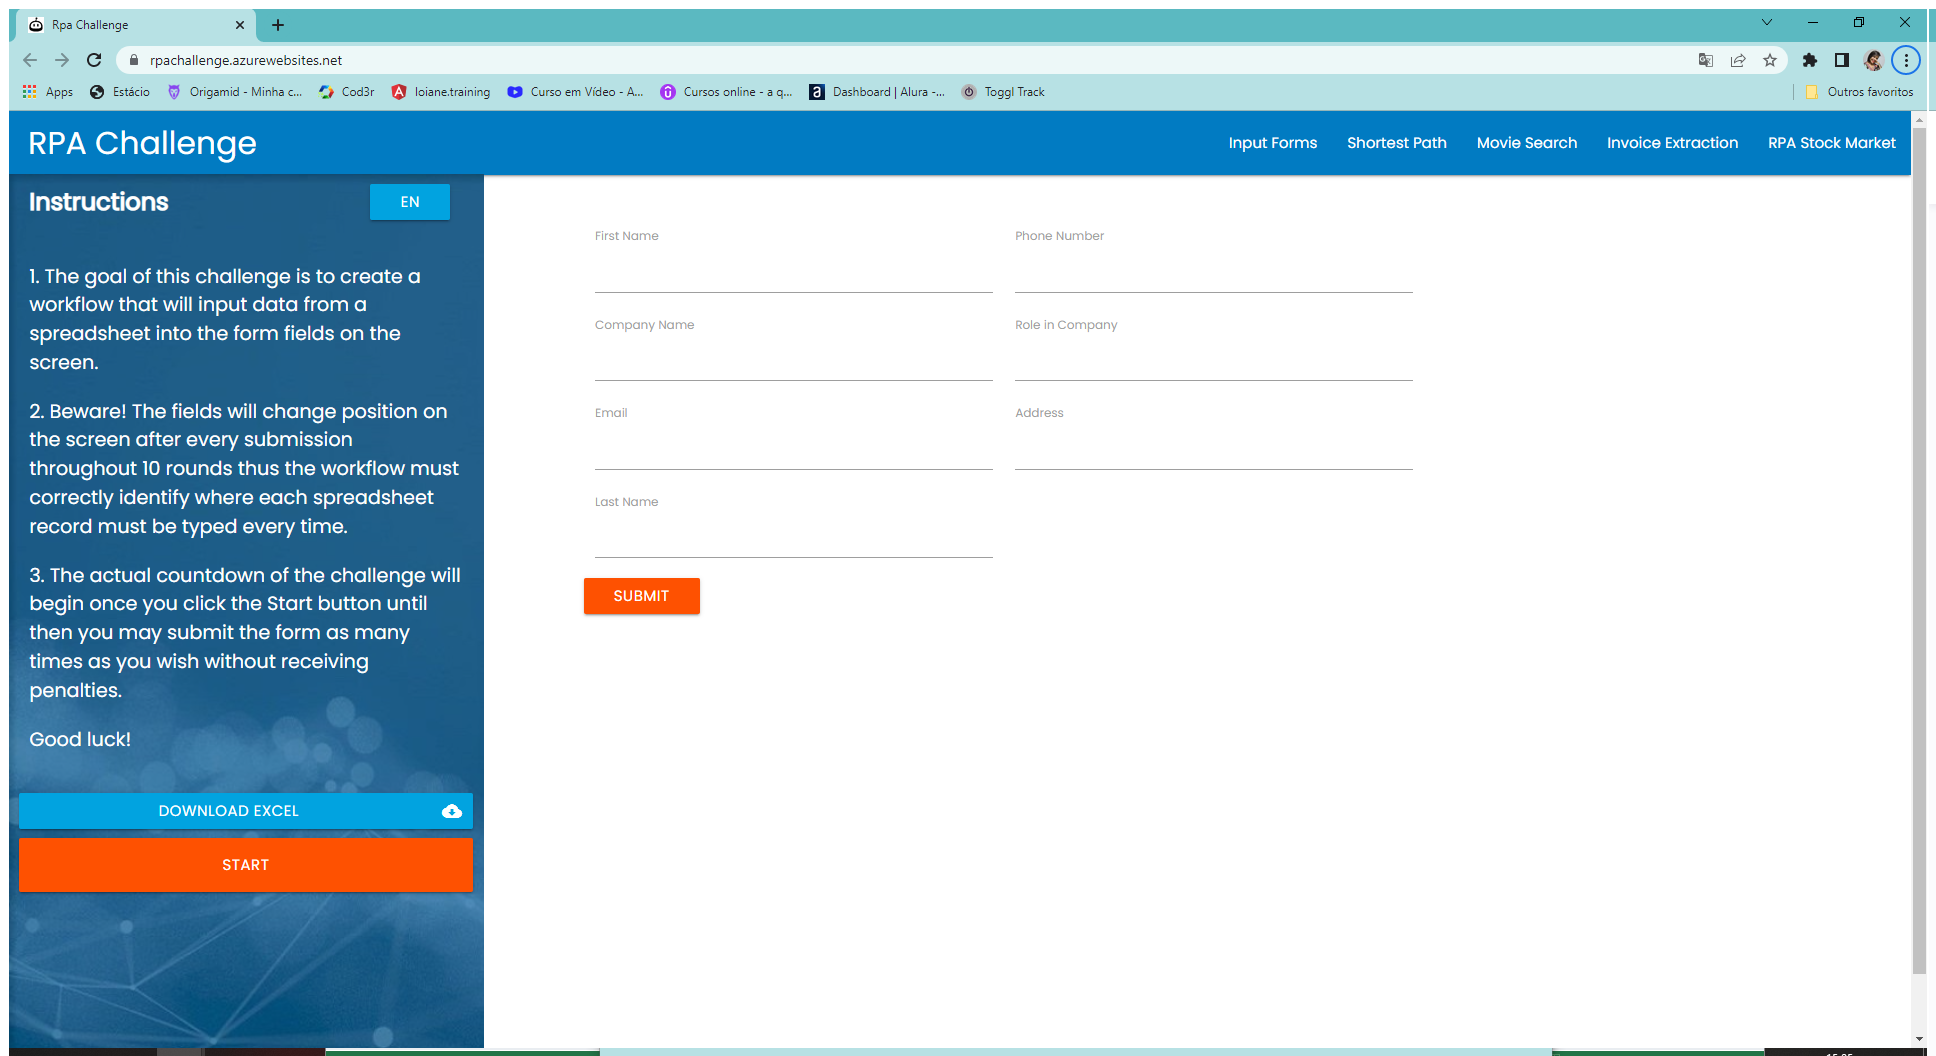 Rpa Challenge
rpachallenge.azurewebsites.net
Apps Estácio Origamid - Minha c... Cod3r loiane.training Curso em Vídeo - A... Cursos online - a q... Dashboard | Alura -... Toggl Track Outros favoritos
RPA Challenge
Input Forms Shortest Path Movie Search Invoice Extraction RPA Stock Market
Instructions
EN
1. The goal of this challenge is to create a
workflow that will input data from a
spreadsheet into the form fields on the
screen.
2. Beware! The fields will change position on
the screen after every submission
throughout 10 rounds thus the workflow must
correctly identify where each spreadsheet
record must be typed every time.
3. The actual countdown of the challenge will
begin once you click the Start button until
then you may submit the form as many
times as you wish without receiving
penalties.
Good luck!
DOWNLOAD EXCEL
START
First Name Phone Number
Company Name Role in Company
Email Address
Last Name
SUBMIT